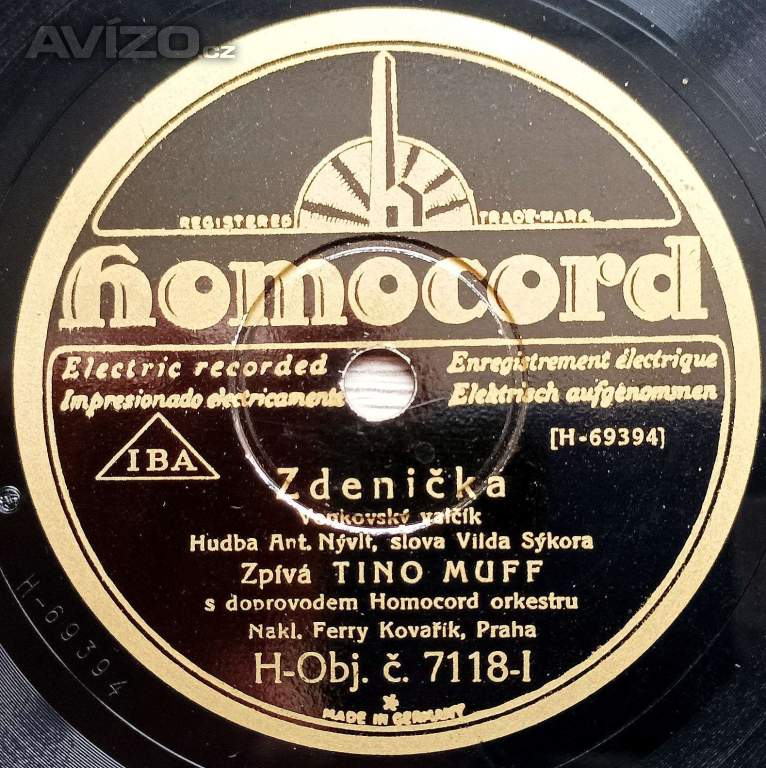 AVÍZO.cz
REGISTERED TRADE-MARK
homocord
Electric recorded Enregistrement électrique
Impresionado electricamente Elektrisch aufgenommen
[H-69394]
IBA
Zdenička
Venkovský valčík
Hudba Ant. Nývlt, slova Vilda Sýkora
Zpívá TINO MUFF
s doprovodem Homocord orkestru
Nakl. Ferry Kovařík, Praha
H-Obj. č. 7118-I
MADE IN GERMANY
H-69394